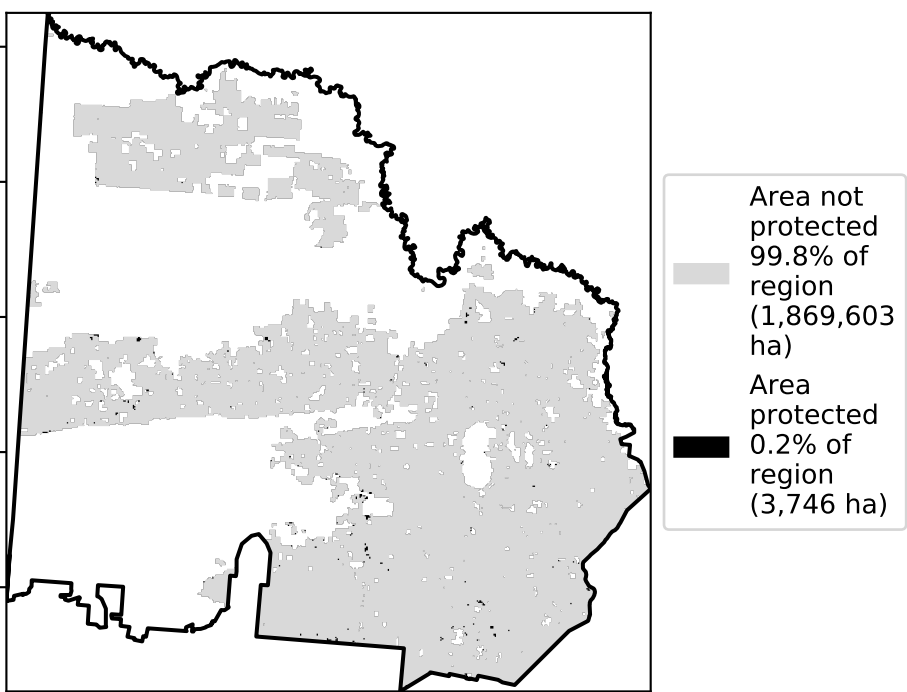 Area not
protected
99.8% of
region
(1,869,603
ha)
Area
protected
0.2% of
region
(3,746 ha)